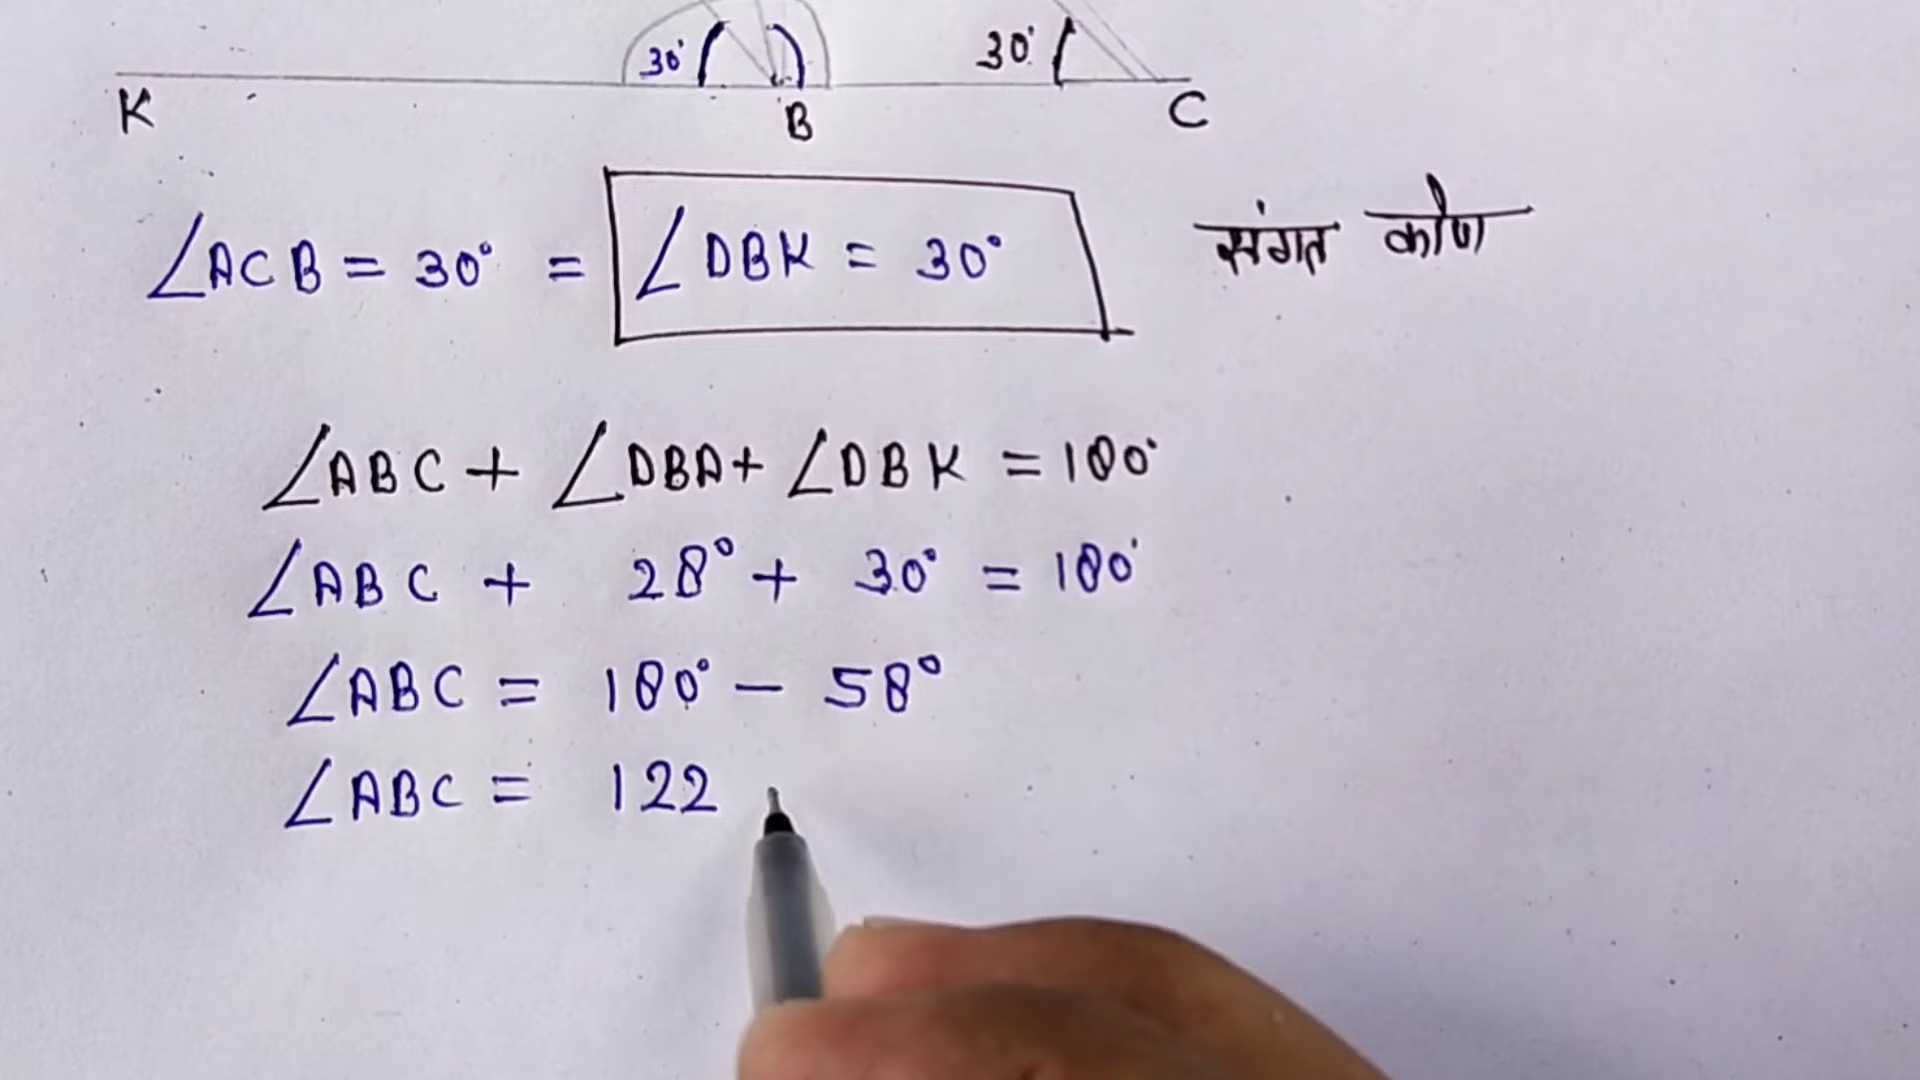 30° 30°
K B C
∠ACB = 30° = ∠DBK = 30° संगत कोण
∠ABC + ∠DBA + ∠DBK = 180°
∠ABC + 28° + 30° = 180°
∠ABC = 180° - 58°
∠ABC = 122